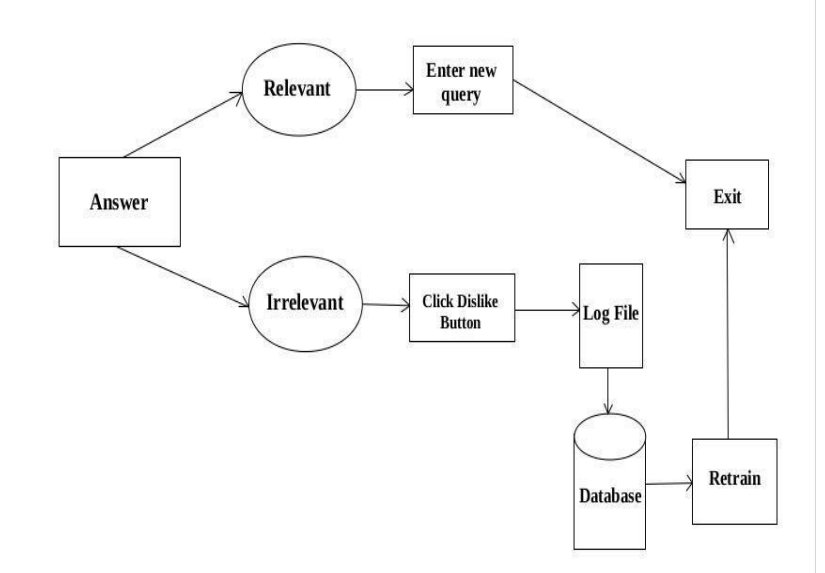 Relevant
Enter new
query
Answer
Exit
Irrelevant
Click Dislike
Button
Log File
Database
Retrain